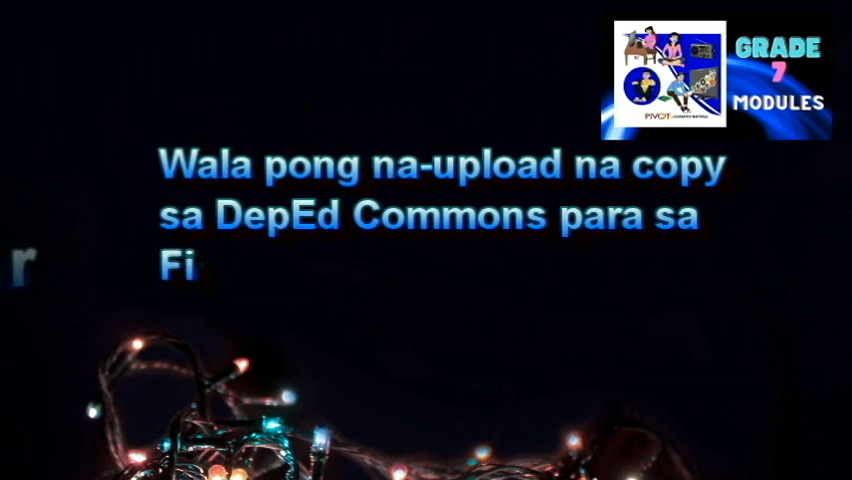 GRADE
7
MODULES
PIVOT
Wala pong na-upload na copy
sa DepEd Commons para sa
Fi
r